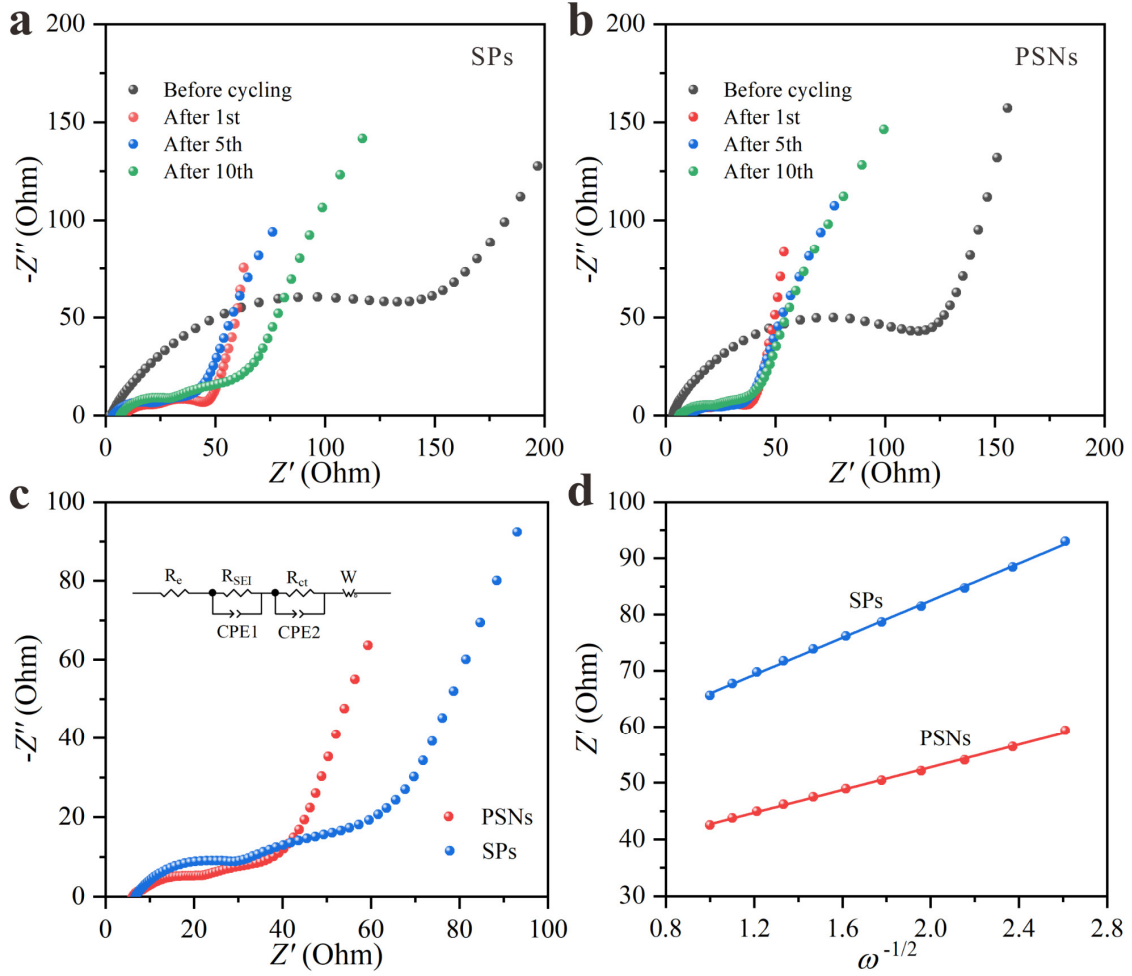 a
SPs
Before cycling
After 1st
After 5th
After 10th
-Z″ (Ohm)
200
150
100
50
0
0 50 100 150 200
Z′ (Ohm)
b
PSNs
Before cycling
After 1st
After 5th
After 10th
-Z″ (Ohm)
200
150
100
50
0
0 50 100 150 200
Z′ (Ohm)
c
R_e R_SEI R_ct W_o
CPE1 CPE2
PSNs
SPs
-Z″ (Ohm)
100
80
60
40
20
0
0 20 40 60 80 100
Z′ (Ohm)
d
SPs
PSNs
Z′ (Ohm)
100
90
80
70
60
50
40
30
0.8 1.2 1.6 2.0 2.4 2.8
ω^-1/2